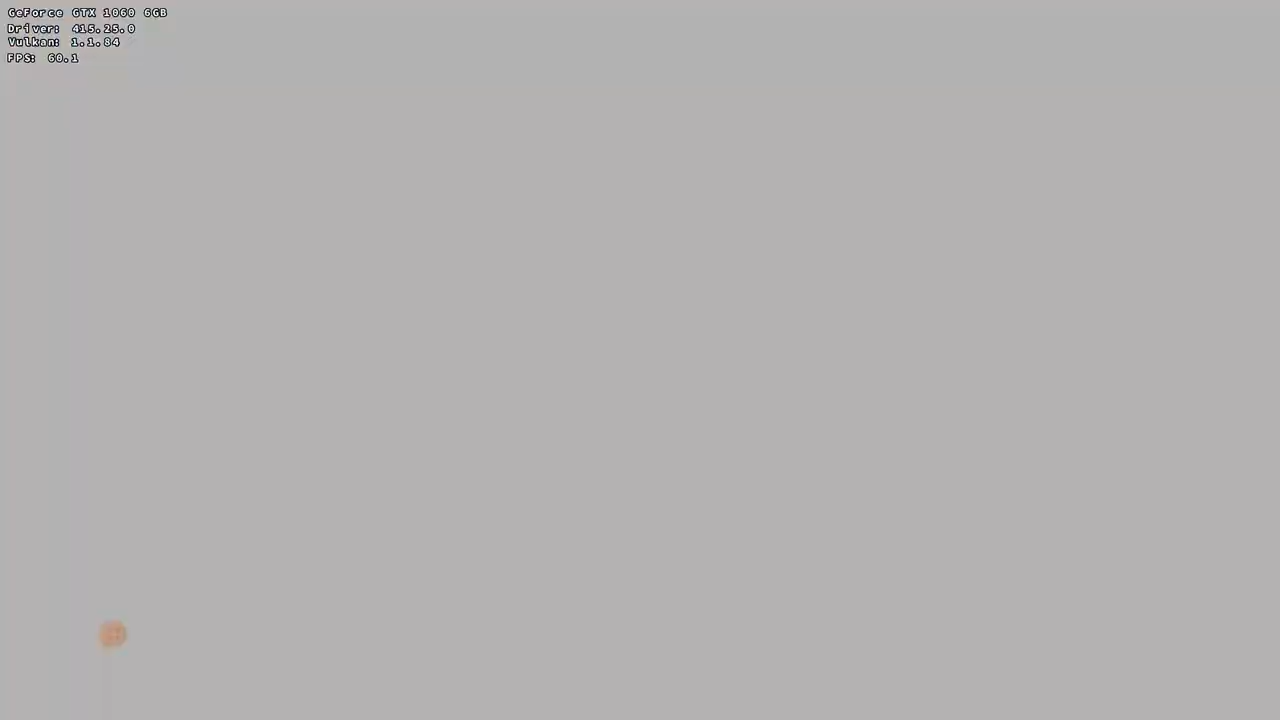 GeForce GTX 1060 6GB
Driver: 415.25.0
Vulkan: 1.1.84
FPS: 60.1